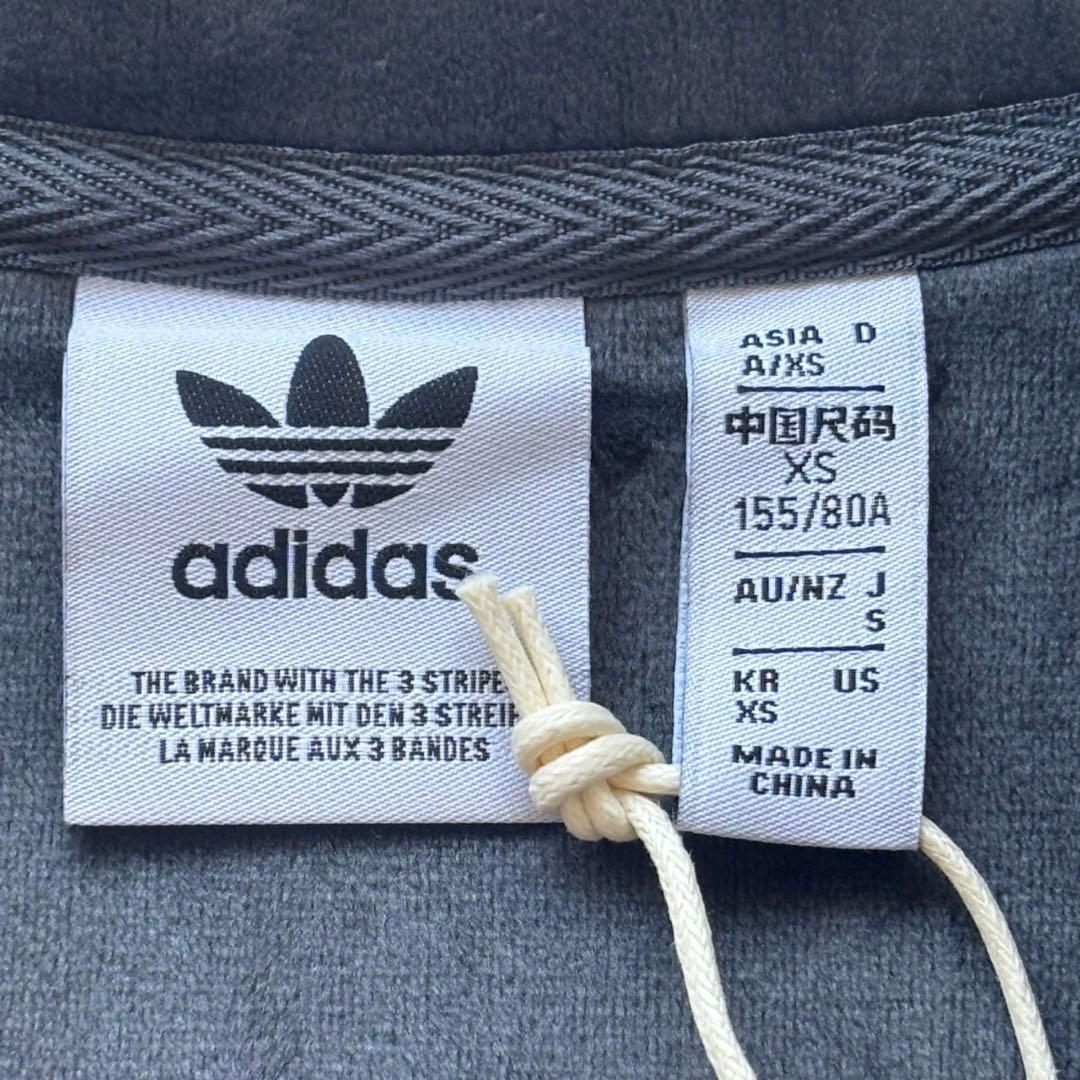 adidas
THE BRAND WITH THE 3 STRIPE
DIE WELTMARKE MIT DEN 3
LA MARQUE AUX 3 BANDES
ASIA D
A/XS
中国尺码
XS
155/80A
AU/NZ J
S
KR US
XS
MADE IN
CHINA